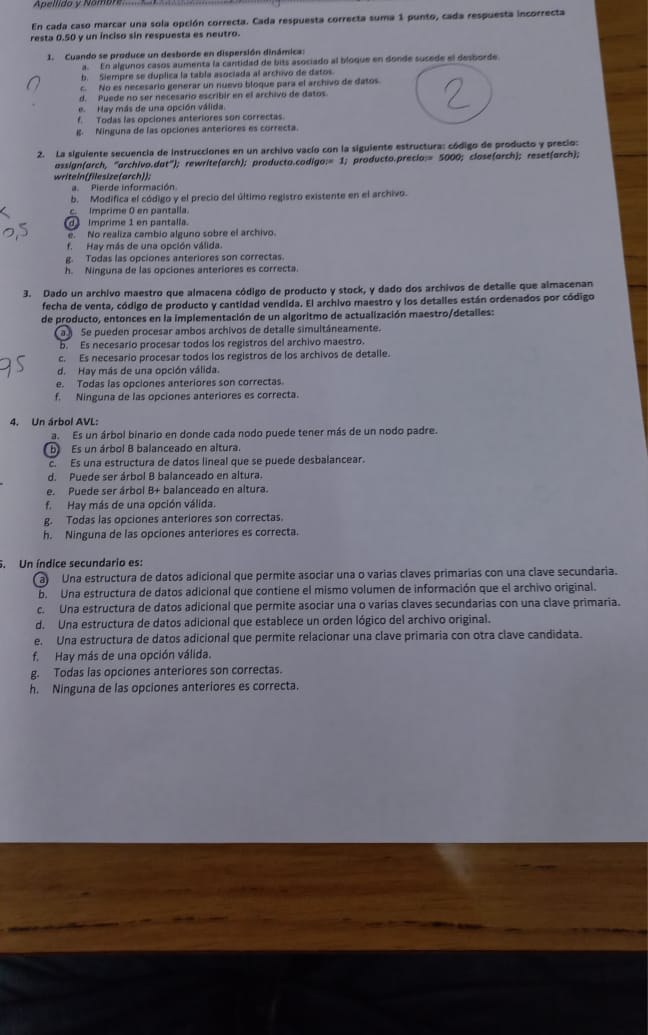 Apellido y Nombre:
En cada caso marcar una sola opción correcta. Cada respuesta correcta suma 1 punto, cada respuesta incorrecta
resta 0.50 y un inciso sin respuesta es neutro.
1. Cuando se produce un desborde en dispersión dinámica:
a. En algunos casos aumenta la cantidad de bits asociado al bloque en donde sucede el desborde.
b. Siempre se duplica la tabla asociada al archivo de datos.
c. No es necesario generar un nuevo bloque para el archivo de datos.
d. Puede no ser necesario escribir en el archivo de datos.
e. Hay más de una opción válida.
f. Todas las opciones anteriores son correctas.
g. Ninguna de las opciones anteriores es correcta.
2
2. La siguiente secuencia de instrucciones en un archivo vacío con la siguiente estructura: código de producto y precio:
assign(arch, "archivo.dat"); rewrite(arch); producto.codigo:= 1; producto.precio:= 5000; close(arch); reset(arch);
writeln(filesize(arch));
a. Pierde información.
b. Modifica el código y el precio del último registro existente en el archivo.
c. Imprime 0 en pantalla.
d. Imprime 1 en pantalla.
0,5
e. No realiza cambio alguno sobre el archivo.
f. Hay más de una opción válida.
g. Todas las opciones anteriores son correctas.
h. Ninguna de las opciones anteriores es correcta.
3. Dado un archivo maestro que almacena código de producto y stock, y dado dos archivos de detalle que almacenan
fecha de venta, código de producto y cantidad vendida. El archivo maestro y los detalles están ordenados por código
de producto, entonces en la implementación de un algoritmo de actualización maestro/detalles:
a. Se pueden procesar ambos archivos de detalle simultáneamente.
b. Es necesario procesar todos los registros del archivo maestro.
c. Es necesario procesar todos los registros de los archivos de detalle.
d. Hay más de una opción válida.
e. Todas las opciones anteriores son correctas.
f. Ninguna de las opciones anteriores es correcta.
4. Un árbol AVL:
a. Es un árbol binario en donde cada nodo puede tener más de un nodo padre.
b. Es un árbol B balanceado en altura.
c. Es una estructura de datos lineal que se puede desbalancear.
d. Puede ser árbol B balanceado en altura.
e. Puede ser árbol B+ balanceado en altura.
f. Hay más de una opción válida.
g. Todas las opciones anteriores son correctas.
h. Ninguna de las opciones anteriores es correcta.
5. Un índice secundario es:
a. Una estructura de datos adicional que permite asociar una o varias claves primarias con una clave secundaria.
b. Una estructura de datos adicional que contiene el mismo volumen de información que el archivo original.
c. Una estructura de datos adicional que permite asociar una o varias claves secundarias con una clave primaria.
d. Una estructura de datos adicional que establece un orden lógico del archivo original.
e. Una estructura de datos adicional que permite relacionar una clave primaria con otra clave candidata.
f. Hay más de una opción válida.
g. Todas las opciones anteriores son correctas.
h. Ninguna de las opciones anteriores es correcta.